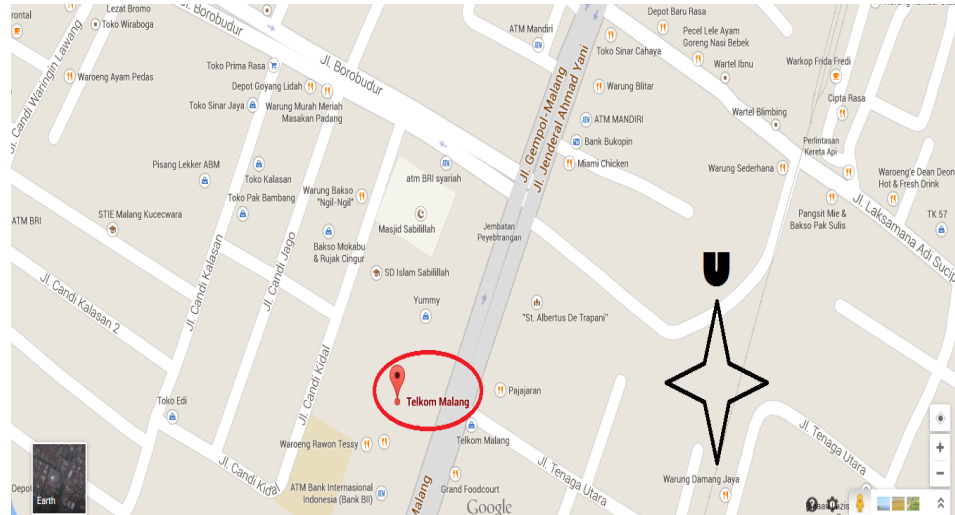 Lezat Bromo
Toko Wiraboga
ATM Mandiri
Depot Baru Rasa
Pecel Lele Ayam
Goreng Nasi Bebek
Jl. Borobudur
Toko Sinar Cahaya
Wartel Ibnu
Warkop Frida Fredi
Waroeng Ayam Pedas
Toko Prima Rasa
Depot Goyang Lidah
Jl. Borobudur
Warung Blitar
Cipta Rasa
Toko Sinar Jaya
Warung Murah Meriah
Masakan Padang
Jl. Gempol-Malang
Jl. Jenderal Ahmad Yani
ATM MANDIRI
Wartel Blimbing
Jl. Candi Waringin Lawang
Bank Bukopin
Perlintasan
Kereta Api
Pisang Lekker ABM
Miami Chicken
Warung Sederhana
Waroeng'e Dean Deon
Hot & Fresh Drink
Toko Kalasan
atm BRI syariah
Warung Bakso
"Ngil-Ngil"
Toko Pak Bambang
ATM BRI
STIE Malang Kucecwara
Masjid Sabilillah
Jembatan
Peyebtrangan
Pangsit Mie &
Bakso Pak Sulis
TK 57
Jl. Laksamana Adi Sucip
Bakso Mokabu
& Rujak Cingur
SD Islam Sabilillah
U
Jl. Candi Kalasan 2
Jl. Candi Kalasan
Jl. Candi Jago
Yummy
"St. Albertus De Trapani"
Jl. Candi Kidal
Toko Edi
Telkom Malang
Pajajaran
Waroeng Rawon Tessy
Telkom Malang
Jl. Candi Kidal
Jl. Tenaga Utara
Jl. Tenaga Utara
Earth
Depot
ATM Bank Internasional
Indonesia (Bank BII)
Malang
Grand Foodcourt
Google
Warung Damang Jaya